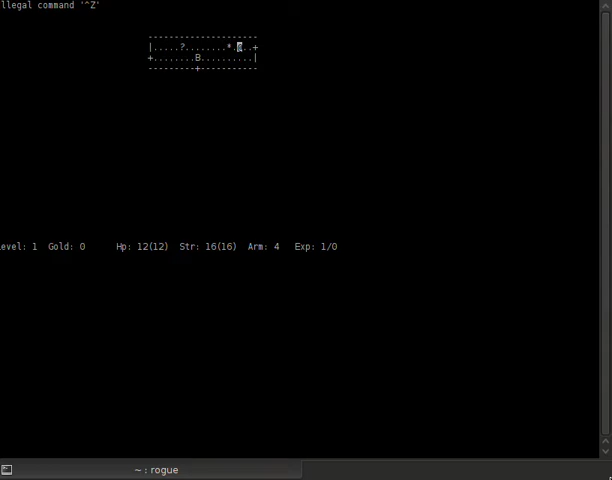 llegal command '^Z'
---------------------
|.....?........*.@..+
+........B..........|
---------+-----------
evel: 1 Gold: 0 Hp: 12(12) Str: 16(16) Arm: 4 Exp: 1/0
~ : rogue